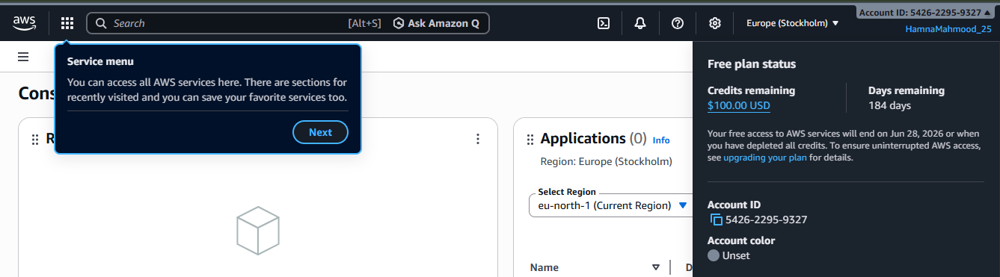 aws
Search [Alt+S] Ask Amazon Q
Europe (Stockholm) ▼
Account ID: 5426-2295-9327
HamnaMahmood_25
Service menu
You can access all AWS services here. There are sections for
recently visited and you can save your favorite services too.
Next
Cons
R
Applications (0) Info
Region: Europe (Stockholm)
Select Region
eu-north-1 (Current Region)
Name
D
Free plan status
Credits remaining
$100.00 USD
Days remaining
184 days
Your free access to AWS services will end on Jun 28, 2026 or when
you have depleted all credits. To ensure uninterrupted AWS access,
see upgrading your plan for details.
Account ID
5426-2295-9327
Account color
Unset